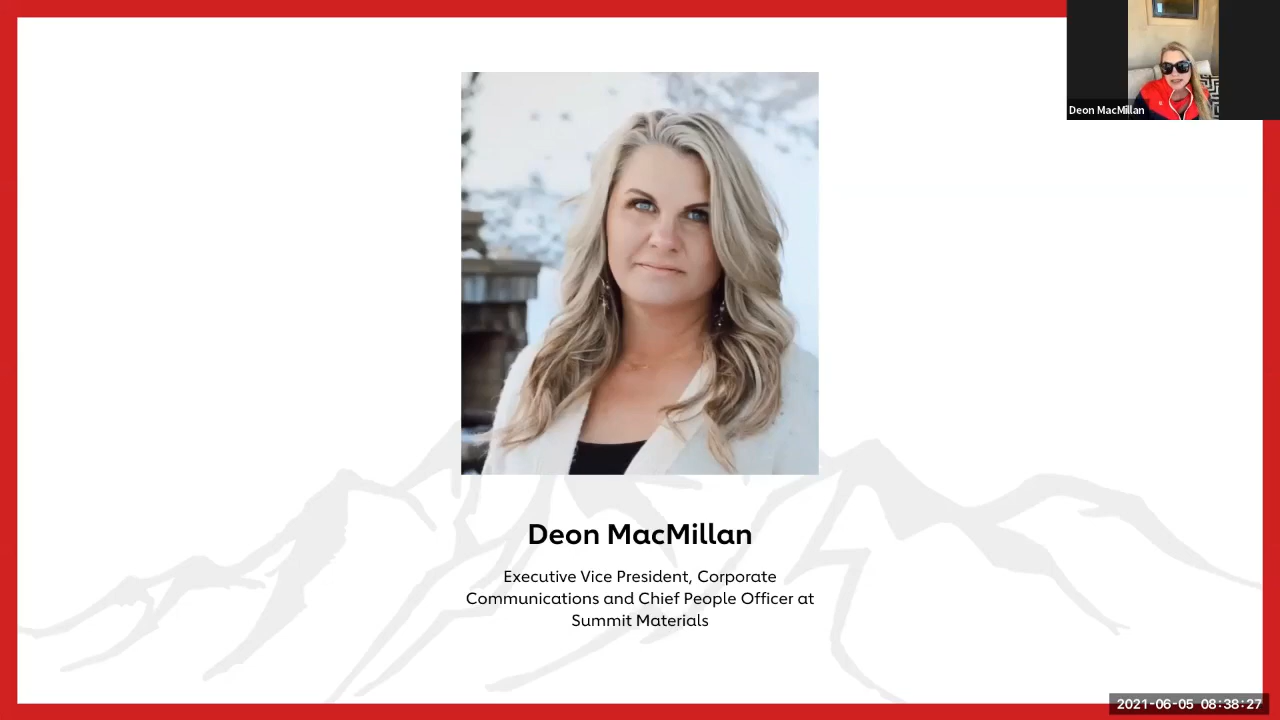 Deon MacMillan
Deon MacMillan
Executive Vice President, Corporate
Communications and Chief People Officer at
Summit Materials
2021-06-05 08:38:27